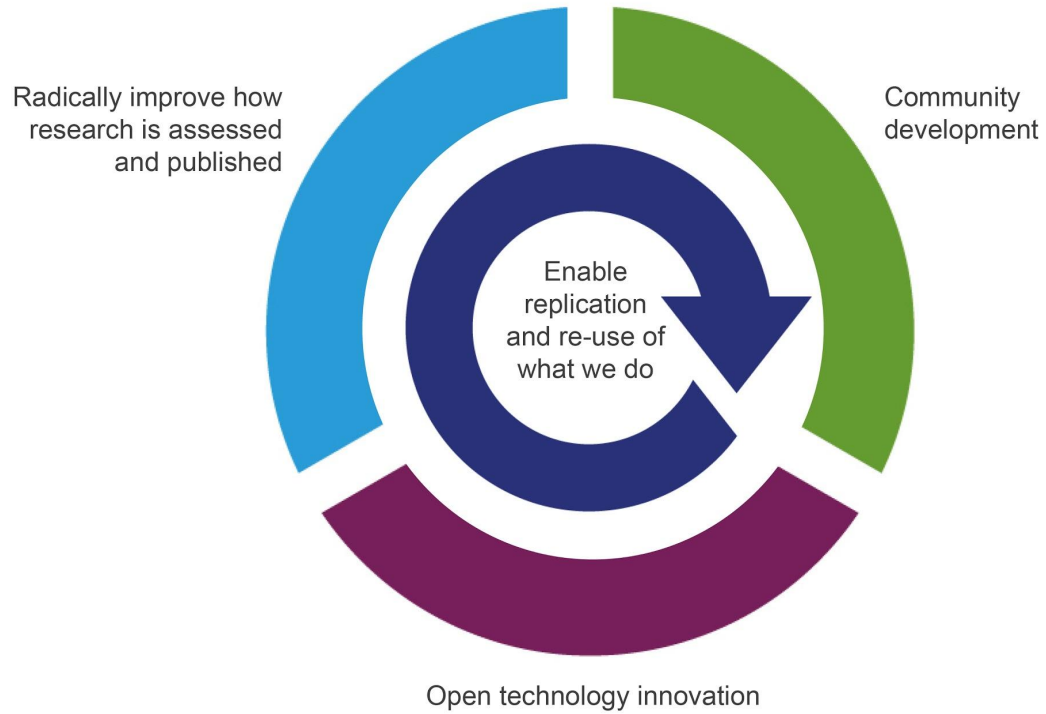 Radically improve how
research is assessed
and published
Community
development
Enable
replication
and re-use of
what we do
Open technology innovation